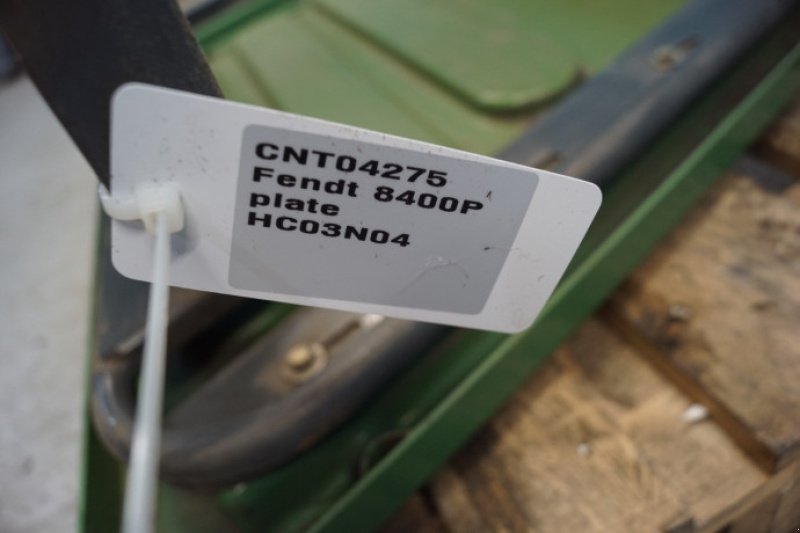 CNT04275
Fendt 8400P
plate
HC03N04